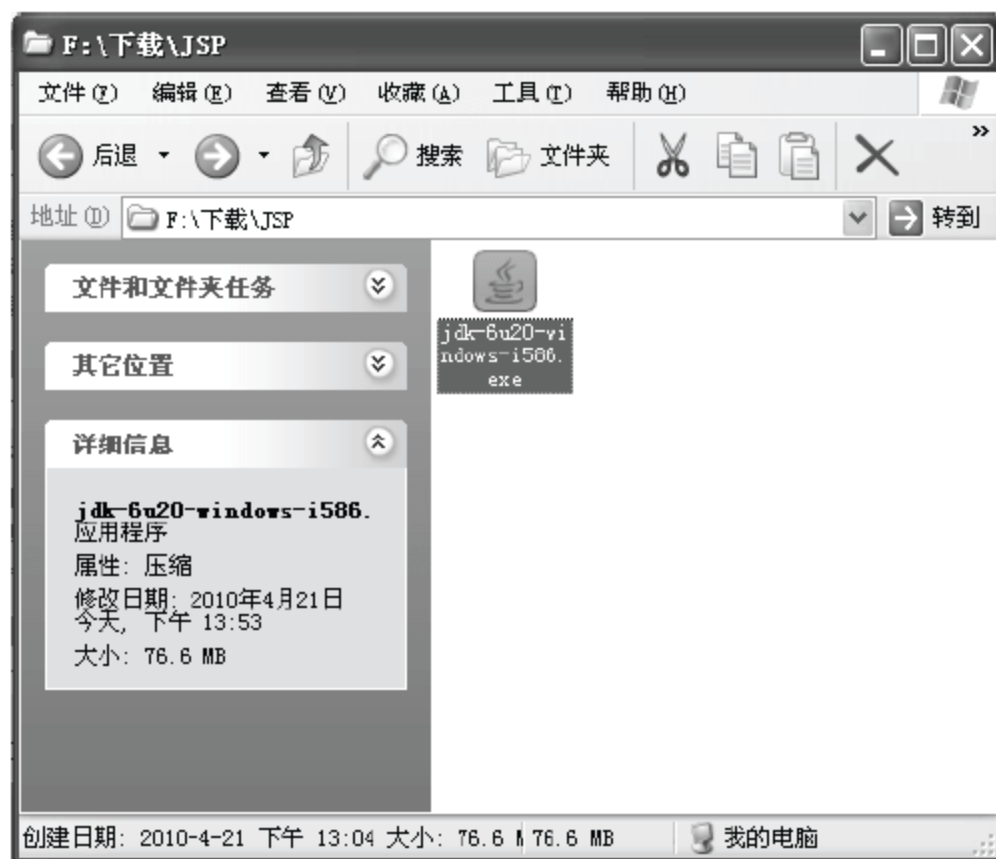 F:\下载\JSP
文件(F) 编辑(E) 查看(V) 收藏(A) 工具(T) 帮助(H)
后退 搜索 文件夹 »
地址(D) F:\下载\JSP 转到
文件和文件夹任务
其它位置
详细信息
jdk-6u20-windows-i586.
应用程序
属性: 压缩
修改日期: 2010年4月21日
今天, 下午 13:53
大小: 76.6 MB
jdk-6u20-wi
ndows-i586.
exe
创建日期: 2010-4-21 下午 13:04 大小: 76.6 M 76.6 MB 我的电脑